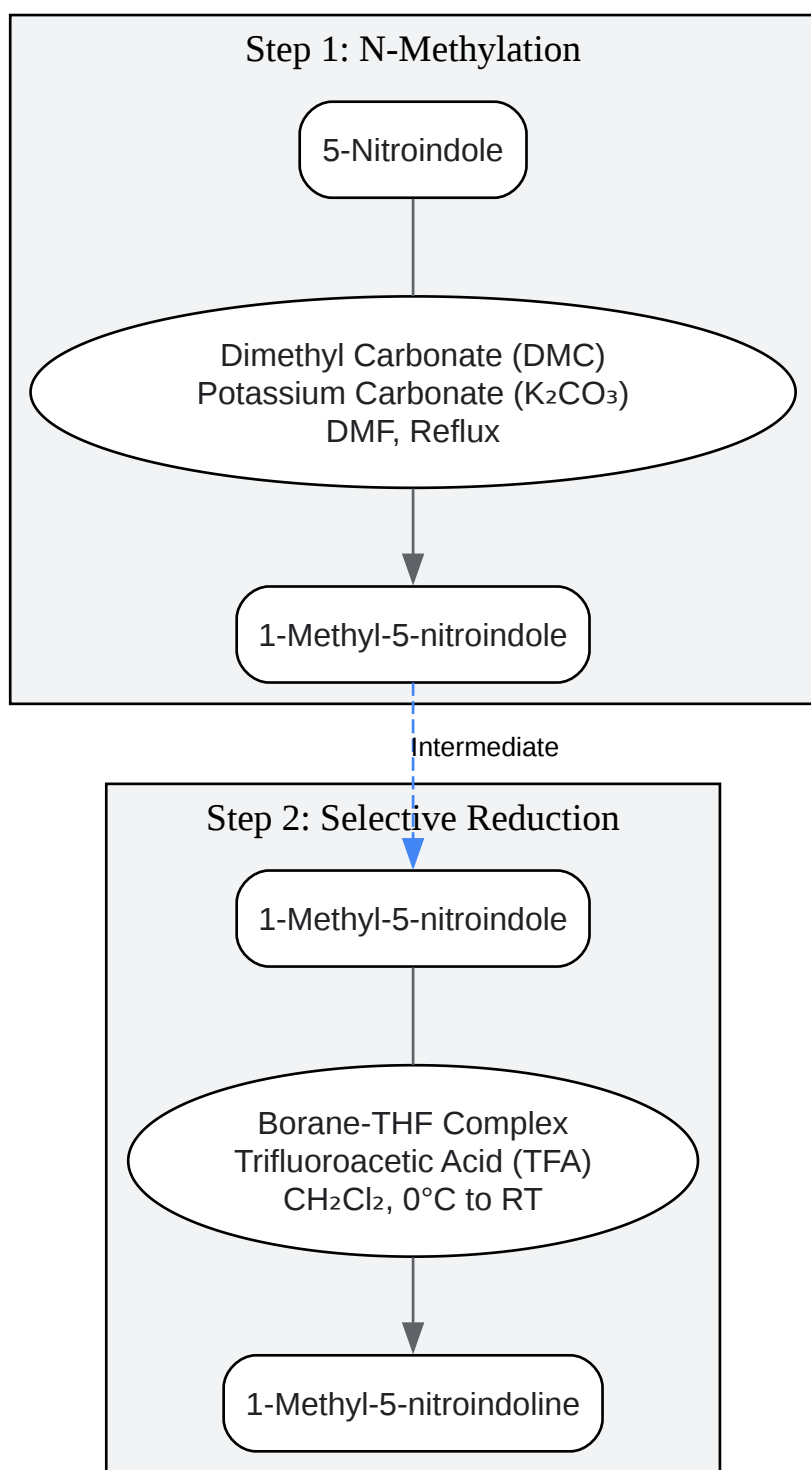 Step 1: N-Methylation
5-Nitroindole
Dimethyl Carbonate (DMC)
Potassium Carbonate (K₂CO₃)
DMF, Reflux
1-Methyl-5-nitroindole
Intermediate
Step 2: Selective Reduction
1-Methyl-5-nitroindole
Borane-THF Complex
Trifluoroacetic Acid (TFA)
CH₂Cl₂, 0°C to RT
1-Methyl-5-nitroindoline